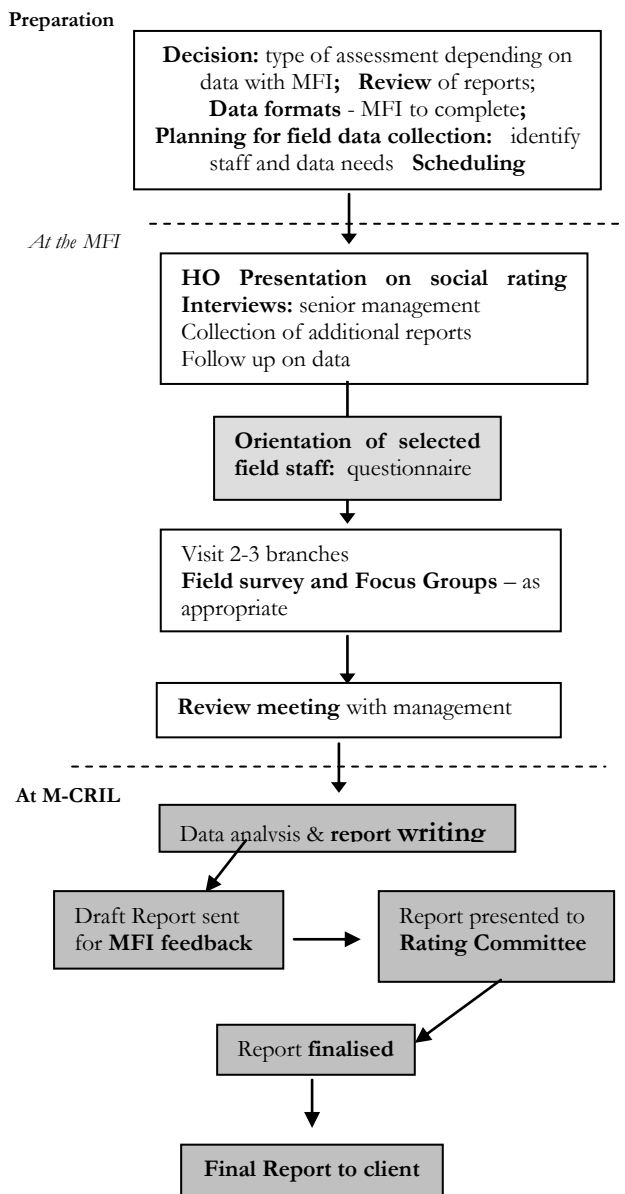 Preparation
Decision: type of assessment depending on
data with MFI; Review of reports;
Data formats - MFI to complete;
Planning for field data collection: identify
staff and data needs Scheduling
At the MFI
HO Presentation on social rating
Interviews: senior management
Collection of additional reports
Follow up on data
Orientation of selected
field staff: questionnaire
Visit 2-3 branches
Field survey and Focus Groups – as
appropriate
Review meeting with management
At M-CRIL
Data analysis & report writing
Draft Report sent
for MFI feedback
Report presented to
Rating Committee
Report finalised
Final Report to client